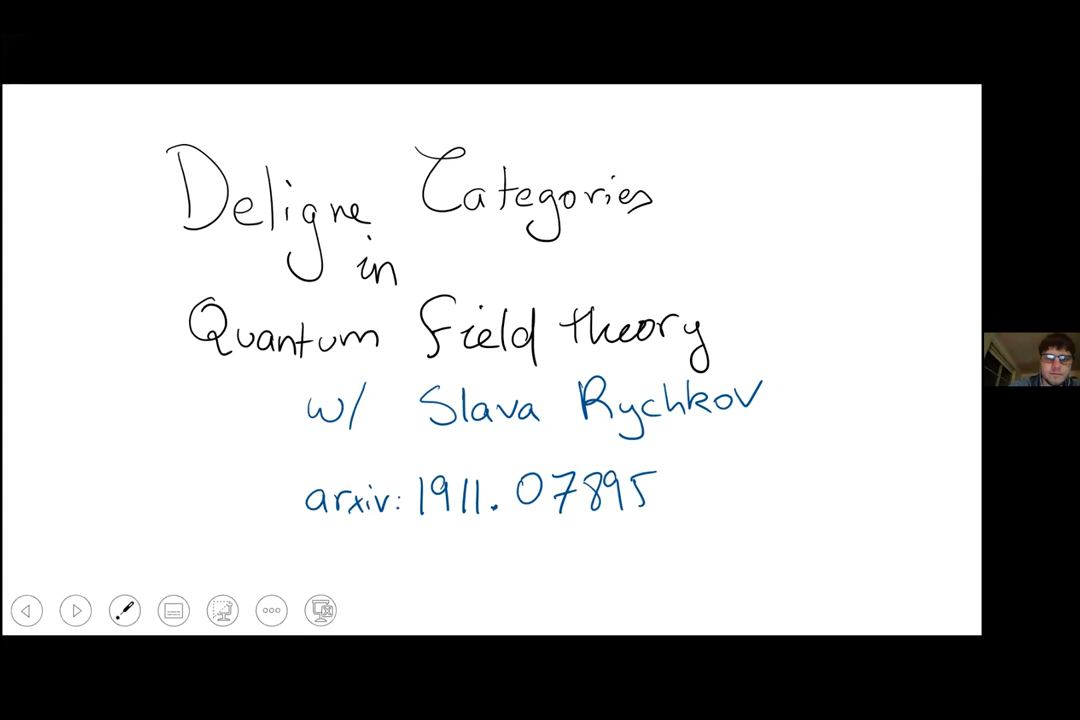 Deligne Categories
in
Quantum Field theory
w/ Slava Rychkov
arxiv: 1911.07895